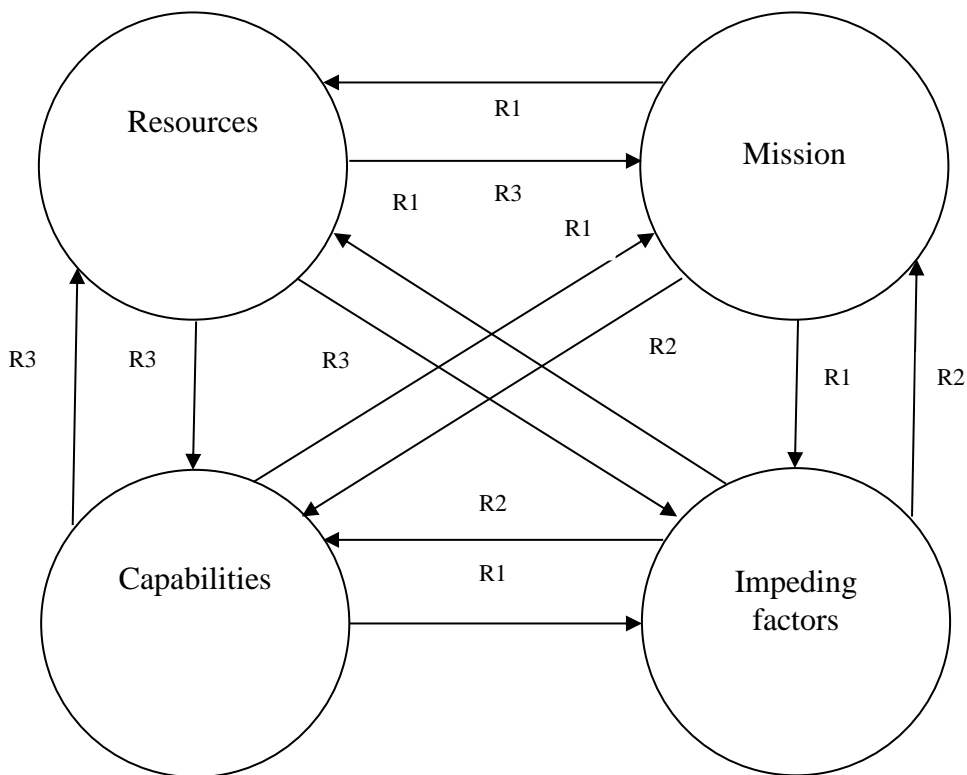 R1
Resources
Mission
R3
R1
R1
R2
R3
R3
R3
R1
R2
R2
R1
Capabilities
Impeding
factors